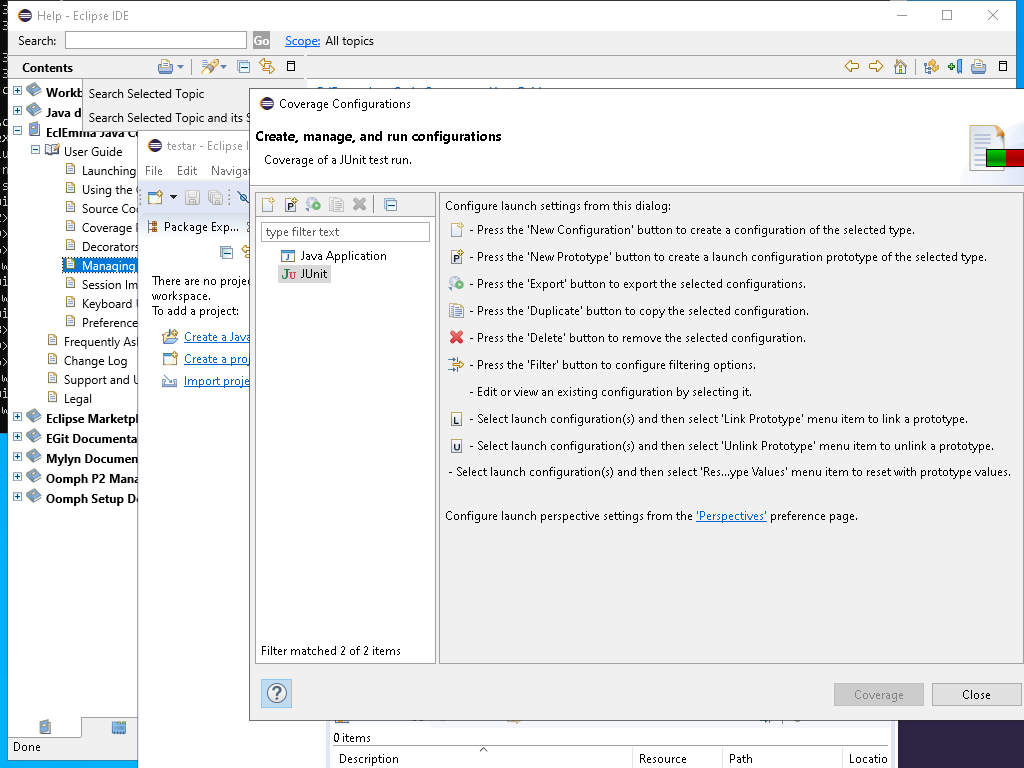 Help - Eclipse IDE
Search:
Go
Scope: All topics
Contents
Search Selected Topic
Search Selected Topic and its S
Workb
Java d
EclEmma Java Co
User Guide
Launching
Using the
Source Co
Coverage
Decorators
Managing
Session Im
Keyboard
Preference
Frequently As
Change Log
Support and U
Legal
Eclipse Marketpl
EGit Documenta
Mylyn Documen
Oomph P2 Mana
Oomph Setup Do
Done
testar - Eclipse I
File Edit Navigat
Package Exp...
There are no proje
workspace.
To add a project:
Create a Java
Create a proj
Import proje
Coverage Configurations
Create, manage, and run configurations
Coverage of a JUnit test run.
type filter text
Java Application
JUnit
Filter matched 2 of 2 items
Configure launch settings from this dialog:
- Press the 'New Configuration' button to create a configuration of the selected type.
- Press the 'New Prototype' button to create a launch configuration prototype of the selected type.
- Press the 'Export' button to export the selected configurations.
- Press the 'Duplicate' button to copy the selected configuration.
- Press the 'Delete' button to remove the selected configuration.
- Press the 'Filter' button to configure filtering options.
- Edit or view an existing configuration by selecting it.
- Select launch configuration(s) and then select 'Link Prototype' menu item to link a prototype.
- Select launch configuration(s) and then select 'Unlink Prototype' menu item to unlink a prototype.
- Select launch configuration(s) and then select 'Res...ype Values' menu item to reset with prototype values.
Configure launch perspective settings from the 'Perspectives' preference page.
Coverage
Close
0 items
Description Resource Path Locatio